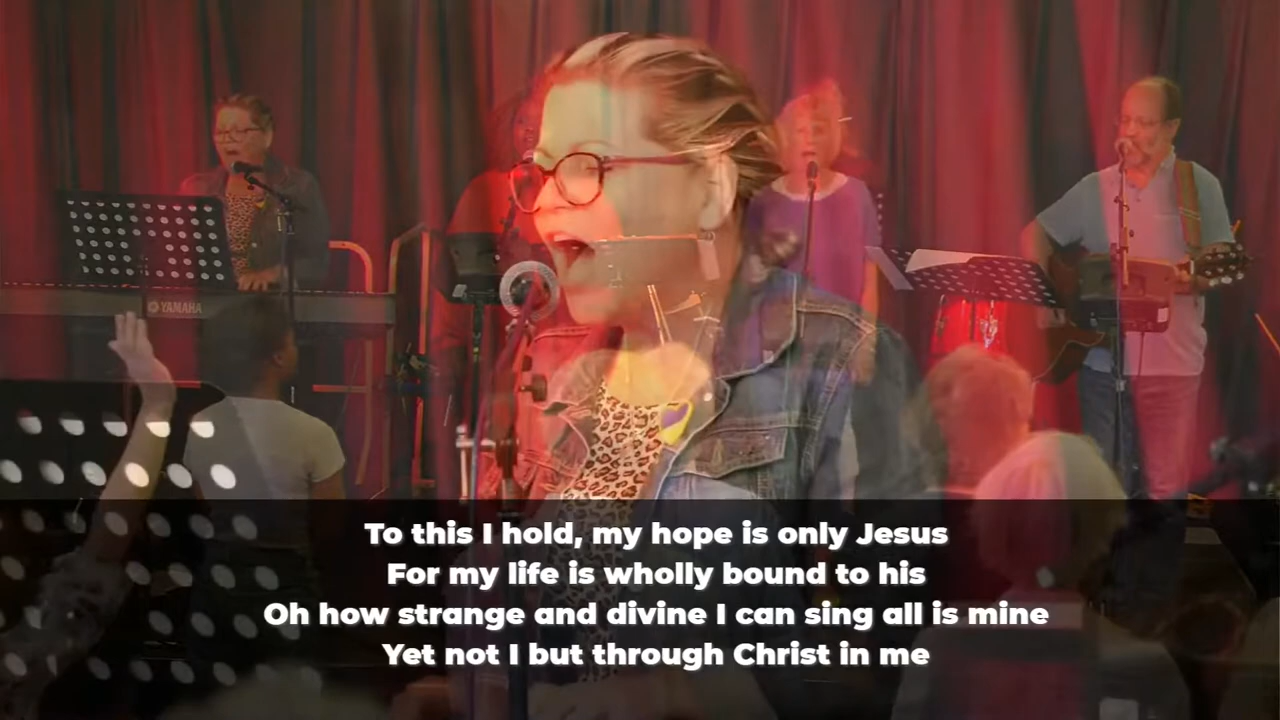 YAMAHA
To this I hold, my hope is only Jesus
For my life is wholly bound to his
Oh how strange and divine I can sing all is mine
Yet not I but through Christ in me